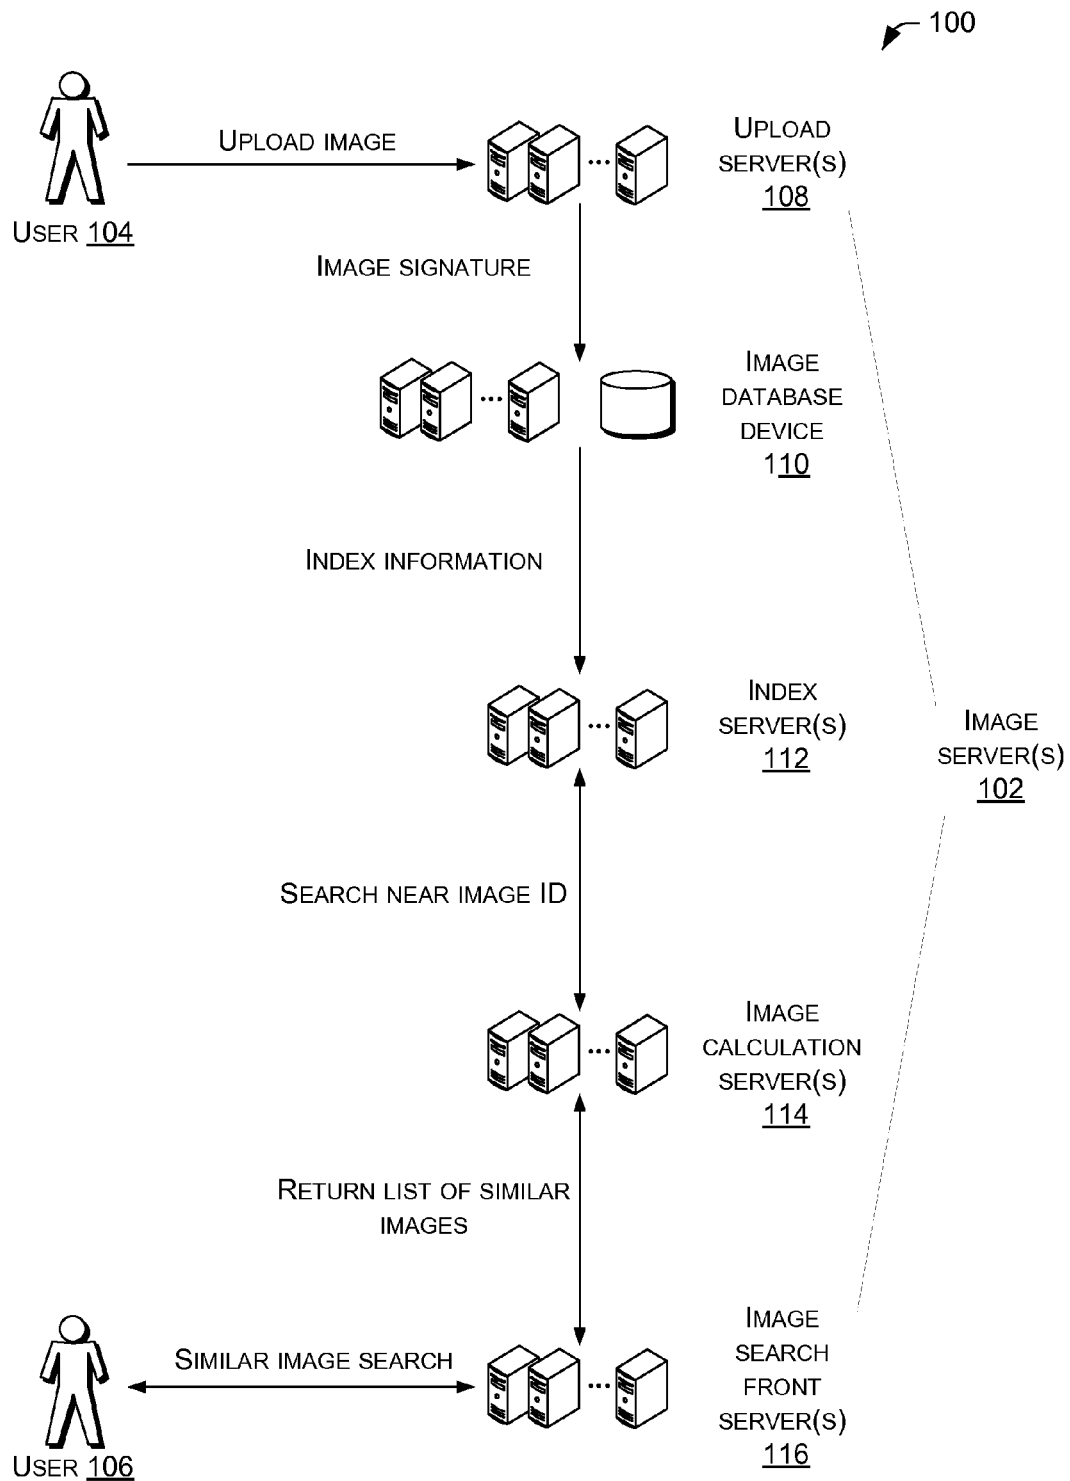 100
UPLOAD IMAGE
UPLOAD
SERVER(S)
108
USER 104
IMAGE SIGNATURE
IMAGE
DATABASE
DEVICE
110
INDEX INFORMATION
INDEX
SERVER(S)
112
IMAGE
SERVER(S)
102
SEARCH NEAR IMAGE ID
IMAGE
CALCULATION
SERVER(S)
114
RETURN LIST OF SIMILAR
IMAGES
SIMILAR IMAGE SEARCH
IMAGE
SEARCH
FRONT
SERVER(S)
116
USER 106